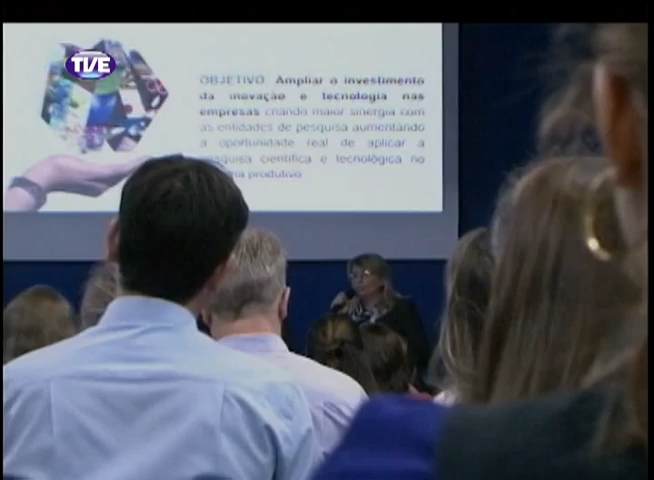 TVE
OBJETIVO: Ampliar o investimento
da inovação e tecnologia nas
empresas criando maior sinergia com
as entidades de pesquisa aumentando
a oportunidade real de aplicar a
pesquisa científica e tecnológica no
produtivo